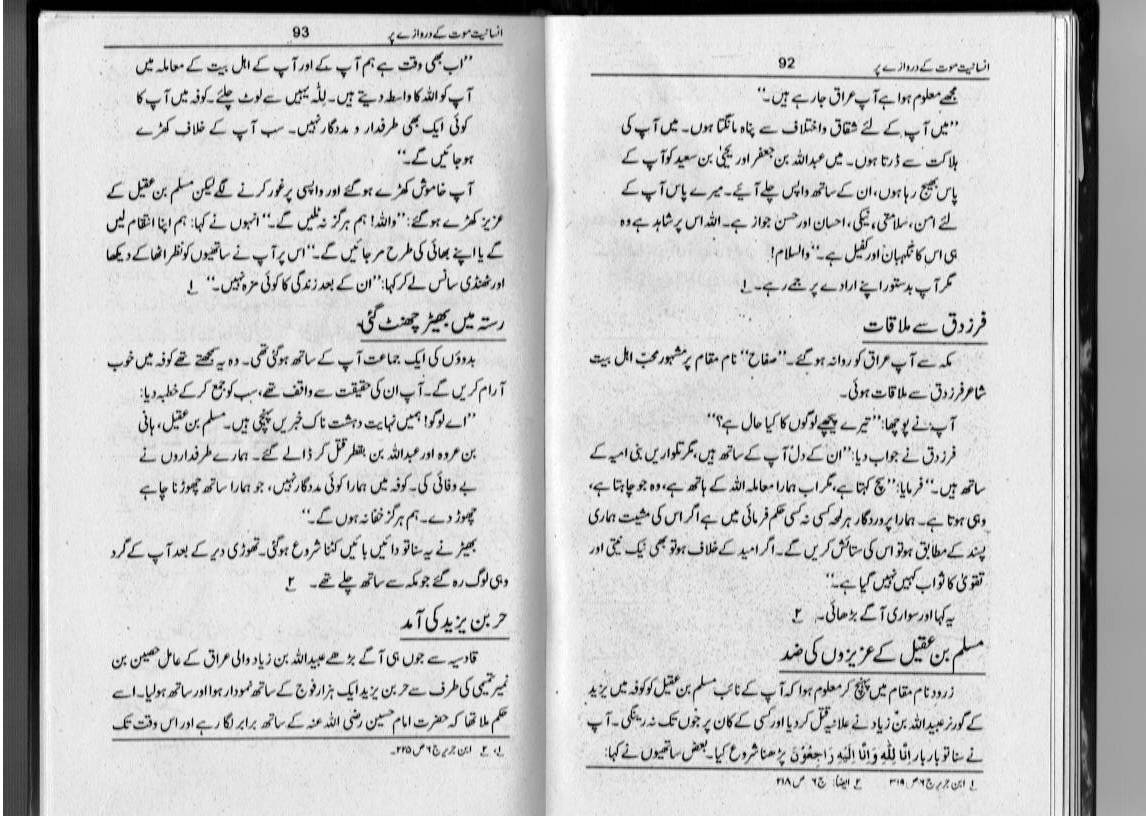 انسانیت موت کے دروازے پر 92
مجھے معلوم ہوا ہے آپ عراق جا رہے ہیں۔"
"میں آپ کے لئے شقاق واختلاف سے پناہ مانگتا ہوں۔ میں آپ کی
ہلاکت سے ڈرتا ہوں۔ میں عبداللہ بن جعفر اور یحییٰ بن سعید کو آپ کے
پاس بھیج رہا ہوں، ان کے ساتھ واپس چلے آئیے۔ میرے پاس آپ کے
لئے امن، سلامتی، نیکی، احسان اور حسن جواز ہے۔ اللہ اس پر شاہد ہے وہ
ہی اس کا نگہبان اور کفیل ہے۔" والسلام!
مگر آپ بدستور اپنے ارادے پر جمے رہے۔ ۱
فرزدق سے ملاقات
مکہ سے آپ عراق کو روانہ ہو گئے۔ "صفاح" نام مقام پر مشہور محب اہل بیت
شاعر فرزدق سے ملاقات ہوئی۔
آپ نے پوچھا: "تیرے پیچھے لوگوں کا کیا حال ہے؟"
فرزدق نے جواب دیا: "ان کے دل آپ کے ساتھ ہیں، مگر تلواریں بنی امیہ کے
ساتھ ہیں۔" فرمایا: "سچ کہتا ہے، مگر اب ہمارا معاملہ اللہ کے ہاتھ ہے، وہ جو چاہتا ہے،
وہی ہوتا ہے۔ ہمارا پروردگار ہر لمحہ کسی نہ کسی حکم فرمائی میں ہے اگر اس کی مشیت ہماری
پسند کے مطابق ہو تو اس کی ستائش کریں گے۔ اگر امید کے خلاف ہو تو بھی نیک نیتی اور
تقویٰ کا ثواب کہیں نہیں گیا ہے۔"
یہ کہا اور سواری آگے بڑھائی۔ ۲
مسلم بن عقیل کے عزیزوں کی ضد
زرود نام مقام میں پہنچ کر معلوم ہوا کہ آپ کے نائب مسلم بن عقیل کو کوفہ میں یزید
کے گورنر عبیداللہ بن زیاد نے علانیہ قتل کر دیا اور کسی کے کان پر جوں تک نہ رینگی۔ آپ
نے سنا تو بار بار اِنَّا لِلّٰہِ وَاِنَّا اِلَیْہِ رَاجِعُوْنَ پڑھنا شروع کیا۔ بعض ساتھیوں نے کہا:
۱ ابن جریر ج ۶ ص ۳۱۹ ۲ ایضا: ج ۶ ص ۲۱۸
انسانیت موت کے دروازے پر 93
"اب بھی وقت ہے ہم آپ کے اور آپ کے اہل بیت کے معاملہ میں
آپ کو اللہ کا واسطہ دیتے ہیں۔ للہ یہیں سے لوٹ چلئے۔ کوفہ میں آپ کا
کوئی ایک بھی طرفدار و مددگار نہیں۔ سب آپ کے خلاف کھڑے
ہو جائیں گے۔"
آپ خاموش کھڑے ہو گئے اور واپسی پر غور کرنے لگے لیکن مسلم بن عقیل کے
عزیز کھڑے ہو گئے: "واللہ! ہم ہرگز نہ ٹلیں گے۔" انہوں نے کہا: ہم اپنا انتقام لیں
گے یا اپنے بھائی کی طرح مر جائیں گے۔" اس پر آپ نے ساتھیوں کو نظر اٹھا کے دیکھا
اور ٹھنڈی سانس لے کر کہا: "ان کے بعد زندگی کا کوئی مزہ نہیں۔" ۱
رستہ میں بھیڑ چھنٹ گئی۔
بدوؤں کی ایک جماعت آپ کے ساتھ ہو گئی تھی۔ وہ یہ سمجھتے تھے کوفہ میں خوب
آرام کریں گے۔ آپ ان کی حقیقت سے واقف تھے، سب کو جمع کر کے خطبہ دیا:
"اے لوگو! ہمیں نہایت دہشت ناک خبریں پہنچی ہیں۔ مسلم بن عقیل، ہانی
بن عروہ اور عبداللہ بن بقطر قتل کر ڈالے گئے۔ ہمارے طرفداروں نے
بے وفائی کی۔ کوفہ میں ہمارا کوئی مددگار نہیں، جو ہمارا ساتھ چھوڑنا چاہے
چھوڑ دے۔ ہم ہرگز خفا نہ ہوں گے۔"
بھیڑ نے یہ سنا تو دائیں بائیں کٹنا شروع ہو گئی۔ تھوڑی دیر کے بعد آپ کے گرد
وہی لوگ رہ گئے جو مکہ سے ساتھ چلے تھے۔ ۲
حر بن یزید کی آمد
قادسیہ سے جوں ہی آگے بڑھے عبیداللہ بن زیاد والی عراق کے عامل حصین بن
نمیر تمیمی کی طرف سے حر بن یزید ایک ہزار فوج کے ساتھ نمودار ہوا اور ساتھ ہو لیا۔ اسے
حکم ملا تھا کہ حضرت امام حسین رضی اللہ عنہ کے ساتھ برابر لگا رہے اور اس وقت تک
۱، ۲ ابن جریر ج ۶ ص ۲۲۵۔